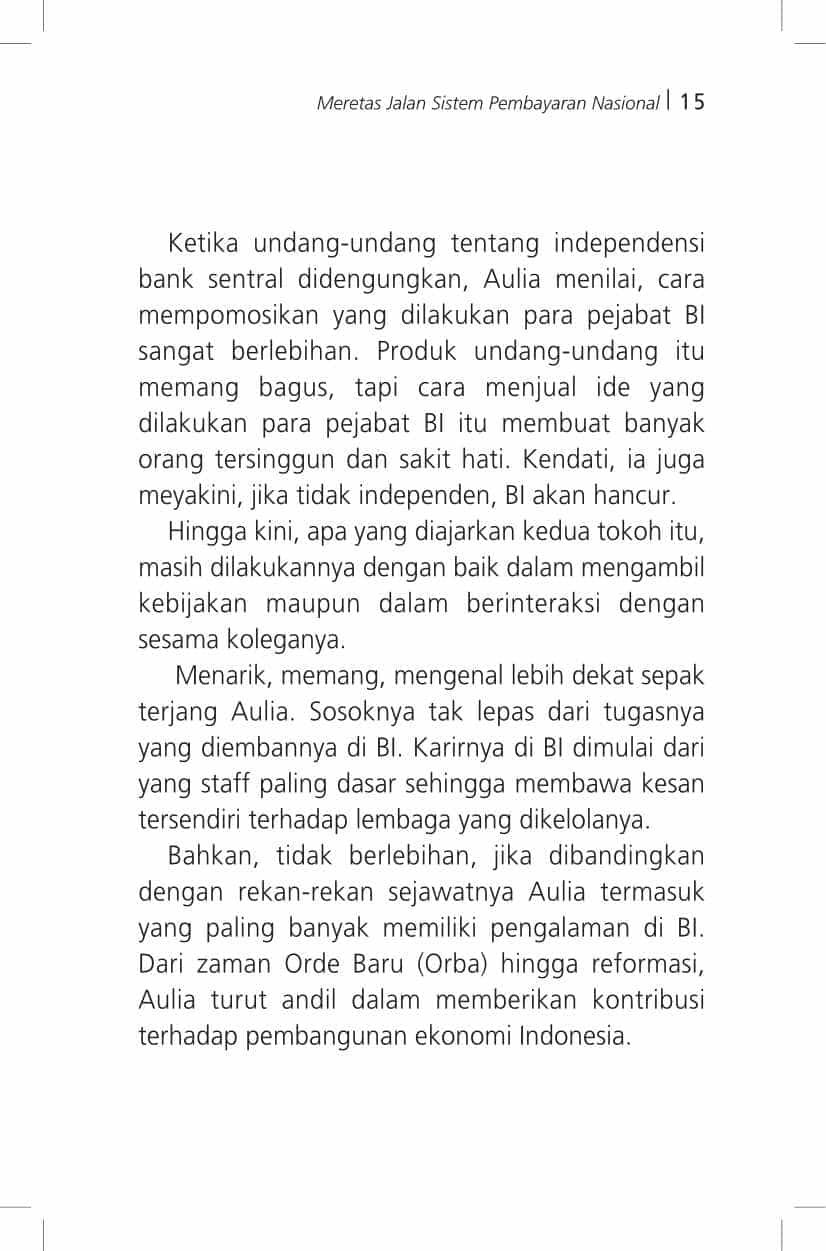 Meretas Jalan Sistem Pembayaran Nasional | 15
Ketika undang-undang tentang independensi
bank sentral didengungkan, Aulia menilai, cara
mempomosikan yang dilakukan para pejabat BI
sangat berlebihan. Produk undang-undang itu
memang bagus, tapi cara menjual ide yang
dilakukan para pejabat BI itu membuat banyak
orang tersinggun dan sakit hati. Kendati, ia juga
meyakini, jika tidak independen, BI akan hancur.
Hingga kini, apa yang diajarkan kedua tokoh itu,
masih dilakukannya dengan baik dalam mengambil
kebijakan maupun dalam berinteraksi dengan
sesama koleganya.
Menarik, memang, mengenal lebih dekat sepak
terjang Aulia. Sosoknya tak lepas dari tugasnya
yang diembannya di BI. Karirnya di BI dimulai dari
yang staff paling dasar sehingga membawa kesan
tersendiri terhadap lembaga yang dikelolanya.
Bahkan, tidak berlebihan, jika dibandingkan
dengan rekan-rekan sejawatnya Aulia termasuk
yang paling banyak memiliki pengalaman di BI.
Dari zaman Orde Baru (Orba) hingga reformasi,
Aulia turut andil dalam memberikan kontribusi
terhadap pembangunan ekonomi Indonesia.